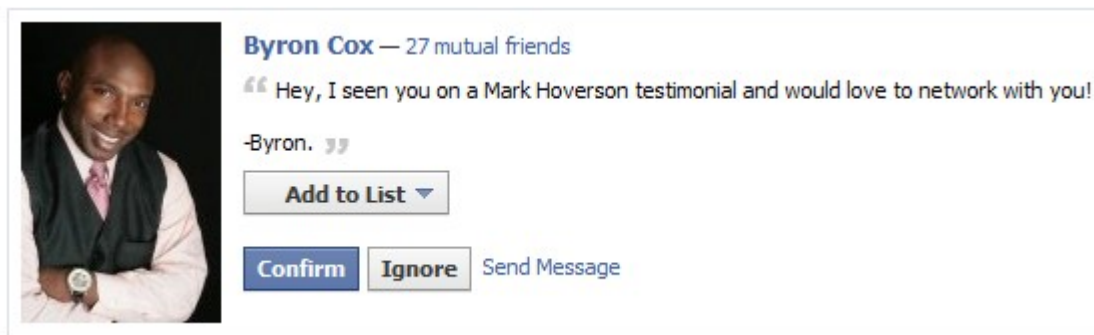 Byron Cox — 27 mutual friends
“ Hey, I seen you on a Mark Hoverson testimonial and would love to network with you!
-Byron. ”
Add to List
Confirm Ignore Send Message